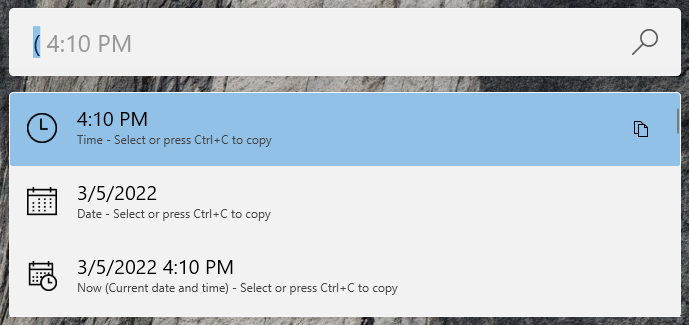 ( 4:10 PM
4:10 PM
Time - Select or press Ctrl+C to copy
3/5/2022
Date - Select or press Ctrl+C to copy
3/5/2022 4:10 PM
Now (Current date and time) - Select or press Ctrl+C to copy